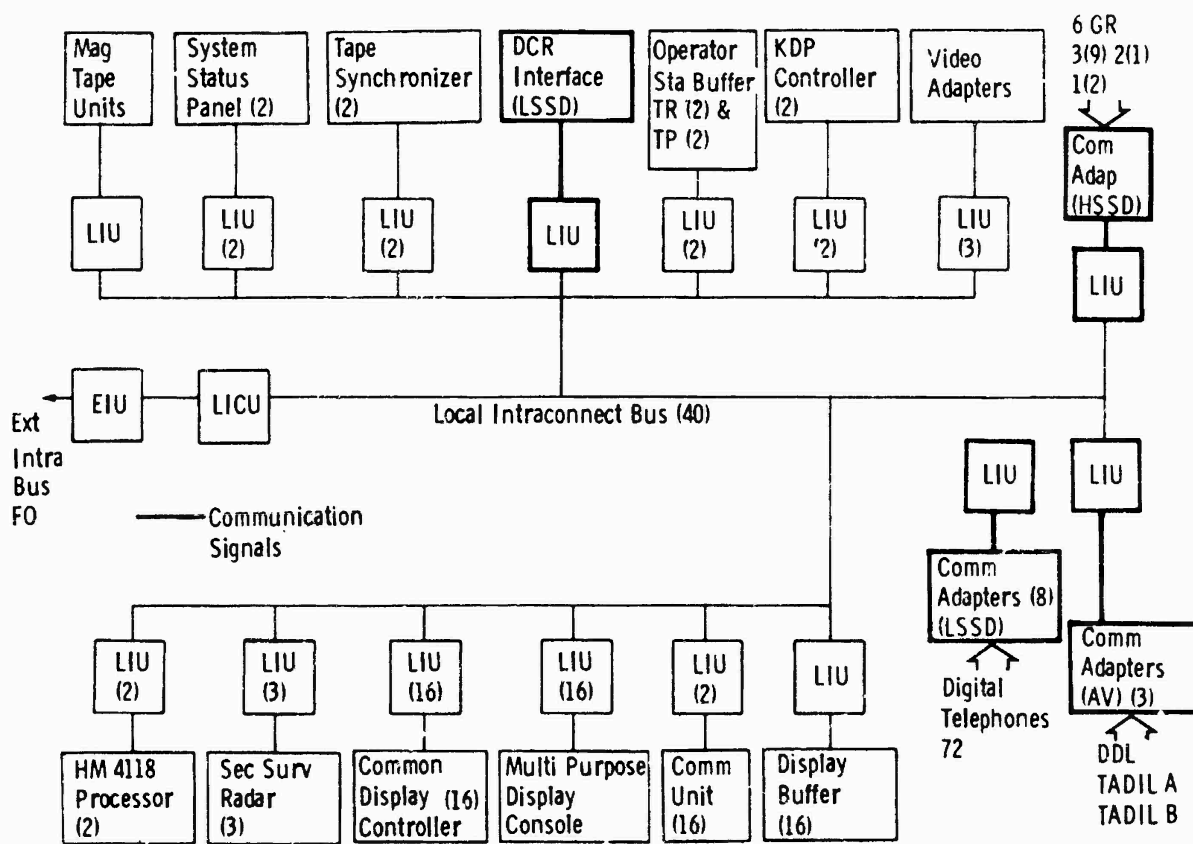 Mag
Tape
Units
System
Status
Panel (2)
Tape
Synchronizer
(2)
DCR
Interface
(LSSD)
Operator
Sta Buffer
TR (2) &
TP (2)
KDP
Controller
(2)
Video
Adapters
6 GR
3(9) 2(1)
1(2)
Com
Adap
(HSSD)
LIU
LIU
(2)
LIU
(2)
LIU
LIU
(2)
LIU
(2)
LIU
(3)
LIU
EIU
LICU
Local Intraconnect Bus (40)
Ext
Intra
Bus
FO
Communication
Signals
LIU
LIU
Comm
Adapters (8)
(LSSD)
Comm
Adapters
(AV) (3)
Digital
Telephones
72
DDL
TADIL A
TADIL B
LIU
(2)
LIU
(3)
LIU
(16)
LIU
(16)
LIU
(2)
LIU
HM 4118
Processor
(2)
Sec Surv
Radar
(3)
Common
Display (16)
Controller
Multi Purpose
Display
Console
Comm
Unit
(16)
Display
Buffer
(16)